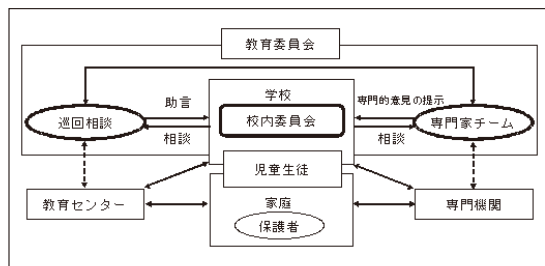 教育委員会
学校
助言
専門的意見の提示
巡回相談
校内委員会
専門家チーム
相談
相談
児童生徒
教育センター
家庭
専門機関
保護者